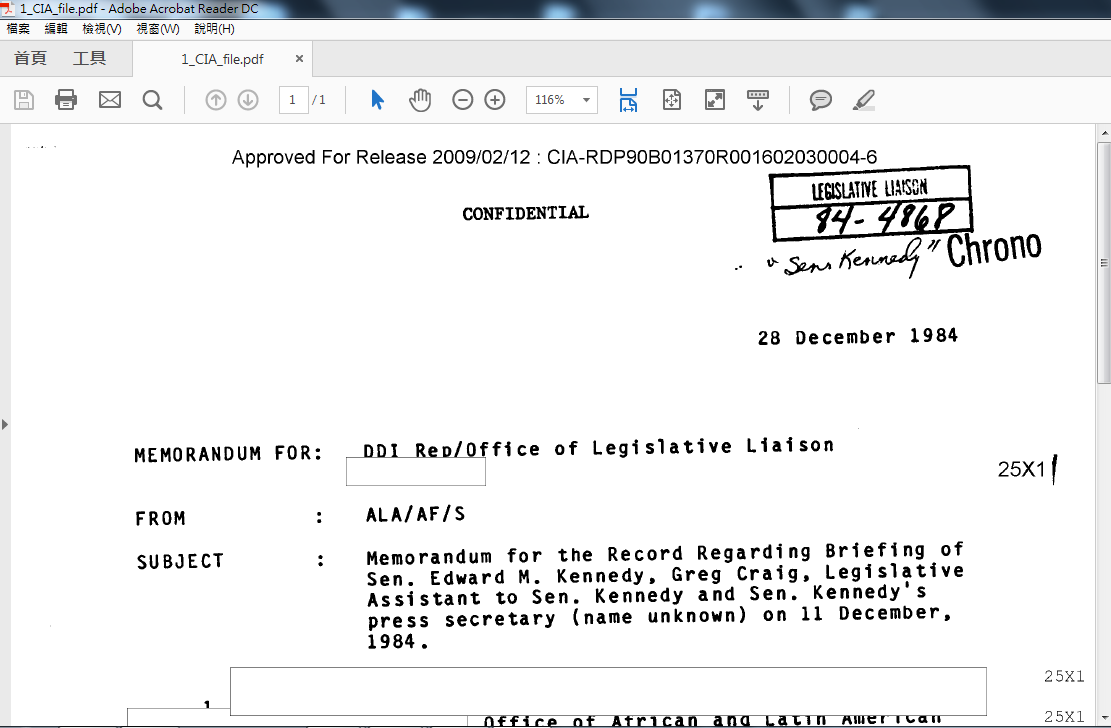 1_CIA_file.pdf - Adobe Acrobat Reader DC
檔案 編輯 檢視(V) 視窗(W) 說明(H)
首頁 工具 1_CIA_file.pdf ×
1 / 1 116%
Approved For Release 2009/02/12 : CIA-RDP90B01370R001602030004-6
LEGISLATIVE LIAISON
CONFIDENTIAL
84-4868
"Sen Kennedy" Chrono
28 December 1984
MEMORANDUM FOR: DDI Rep/Office of Legislative Liaison
25X1
FROM : ALA/AF/S
SUBJECT : Memorandum for the Record Regarding Briefing of
Sen. Edward M. Kennedy, Greg Craig, Legislative
Assistant to Sen. Kennedy and Sen. Kennedy's
press secretary (name unknown) on 11 December,
1984.
25X1
1
Office of African and Latin American
25X1